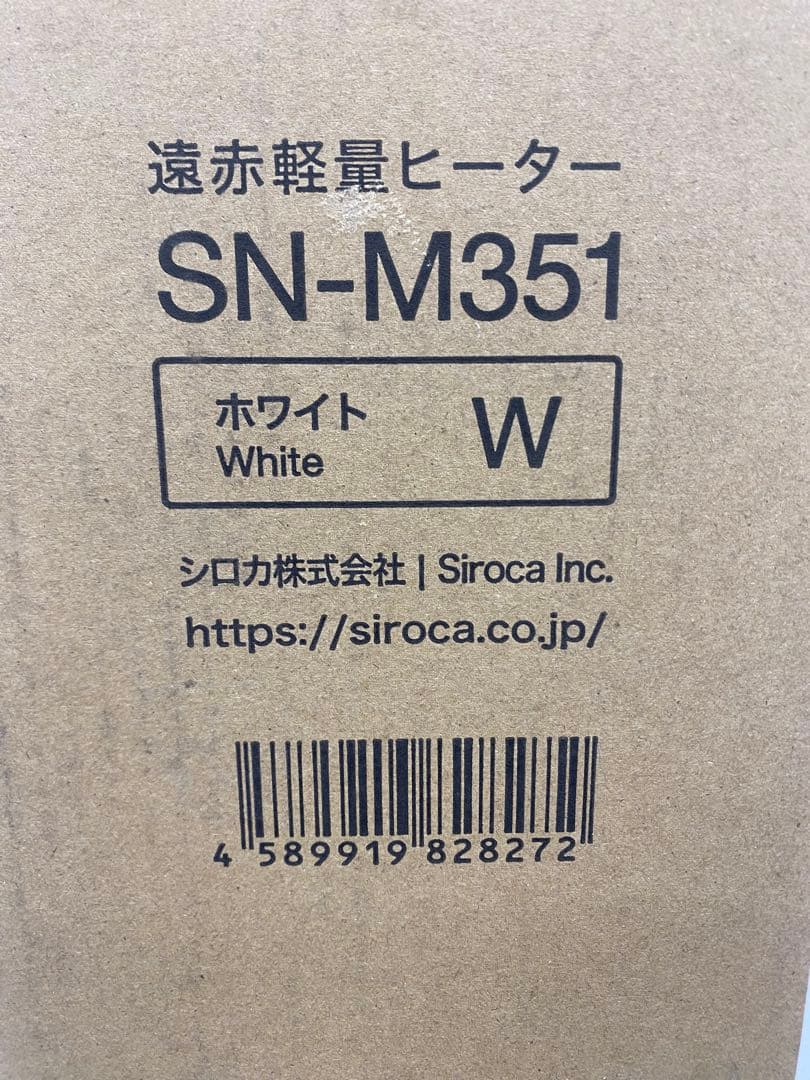 遠赤軽量ヒーター
SN-M351
ホワイト
White
W
シロカ株式会社 | Siroca Inc.
https://siroca.co.jp/
4 589919 828272